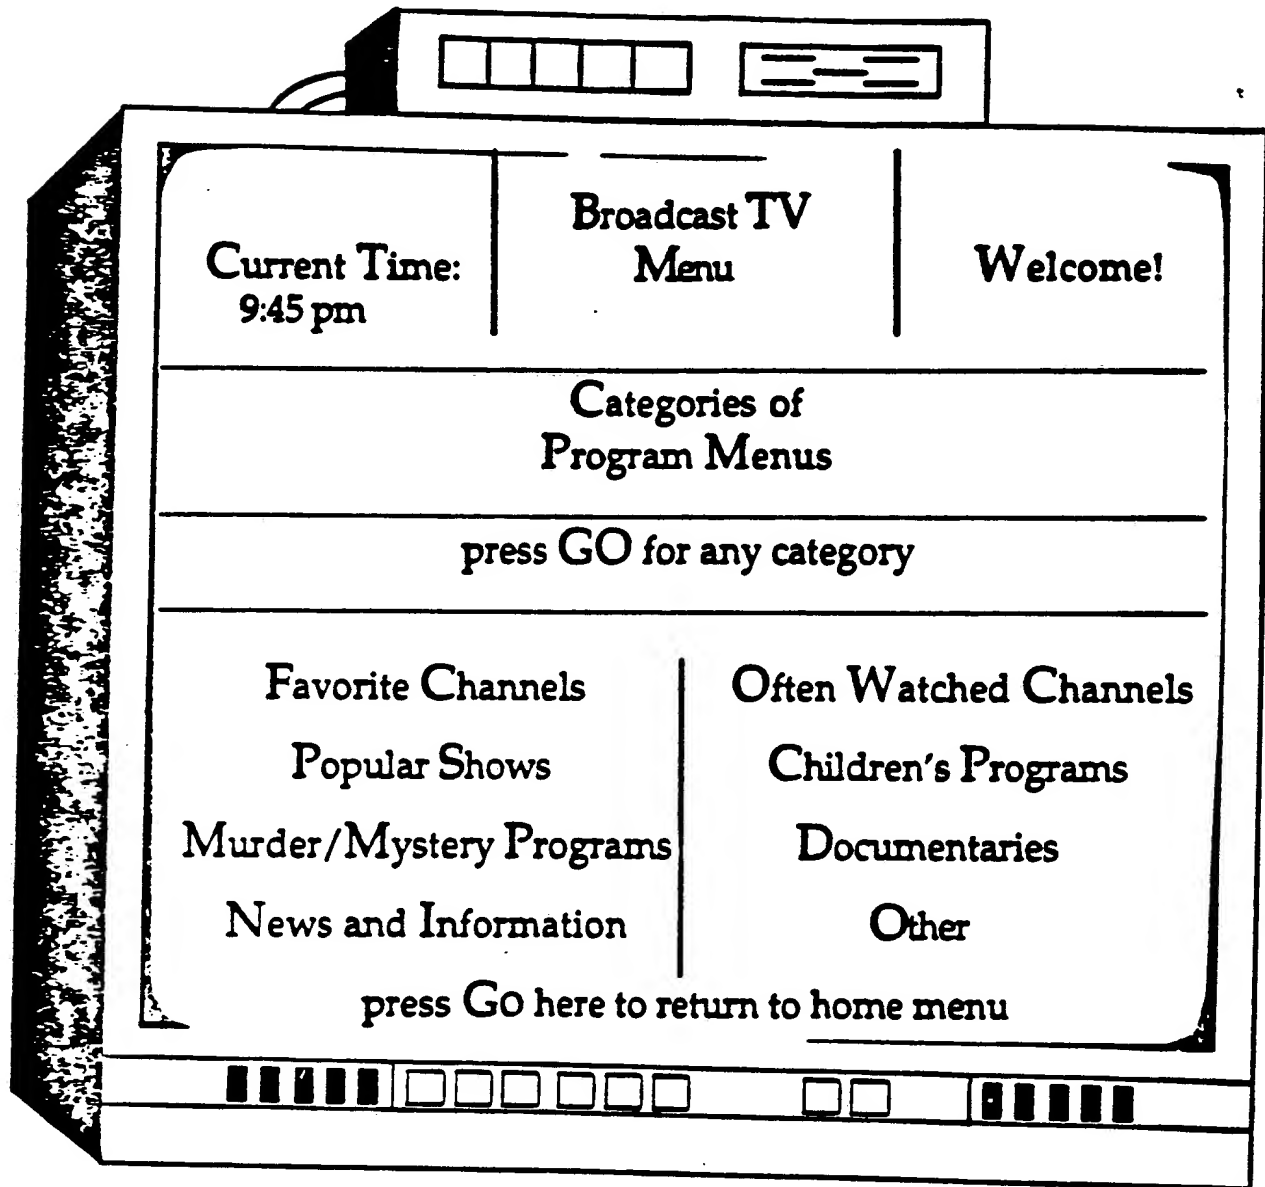 Broadcast TV
Menu
Current Time:
9:45 pm
Welcome!
Categories of
Program Menus
press GO for any category
Favorite Channels
Often Watched Channels
Popular Shows
Children's Programs
Murder/Mystery Programs
Documentaries
News and Information
Other
press GO here to return to home menu